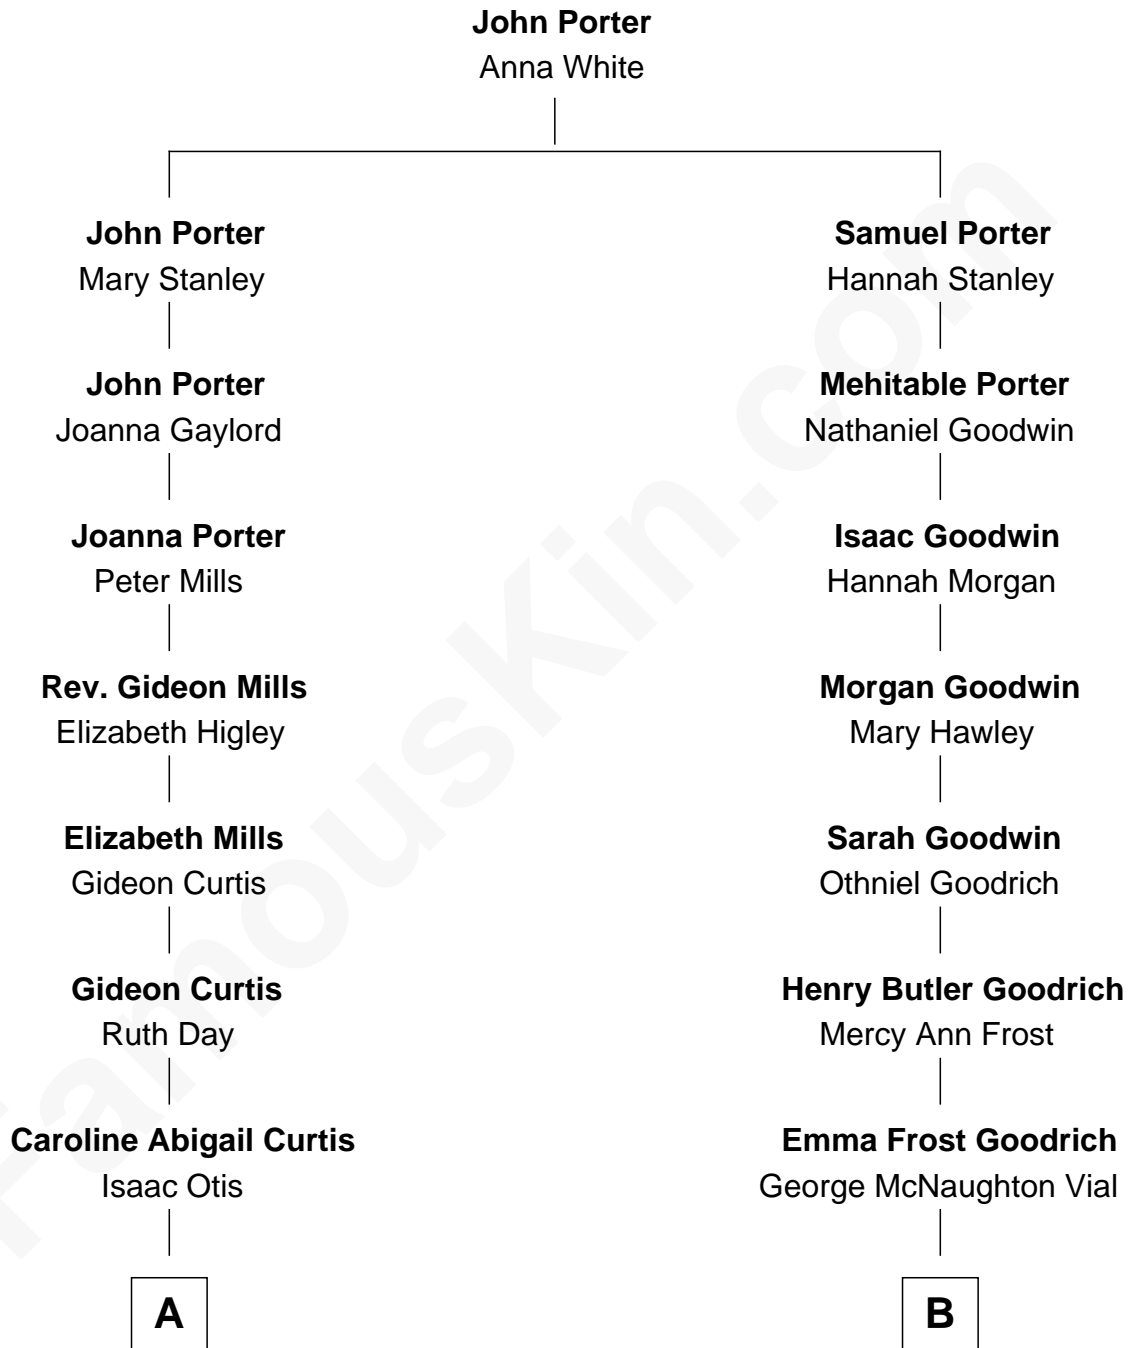 John Porter
Anna White
John Porter
Mary Stanley
Samuel Porter
Hannah Stanley
John Porter
Joanna Gaylord
Mehitable Porter
Nathaniel Goodwin
Joanna Porter
Peter Mills
Isaac Goodwin
Hannah Morgan
Rev. Gideon Mills
Elizabeth Higley
Morgan Goodwin
Mary Hawley
Elizabeth Mills
Gideon Curtis
Sarah Goodwin
Othniel Goodrich
Gideon Curtis
Ruth Day
Henry Butler Goodrich
Mercy Ann Frost
Caroline Abigail Curtis
Isaac Otis
Emma Frost Goodrich
George McNaughton Vial
A
B
FamousKin.com